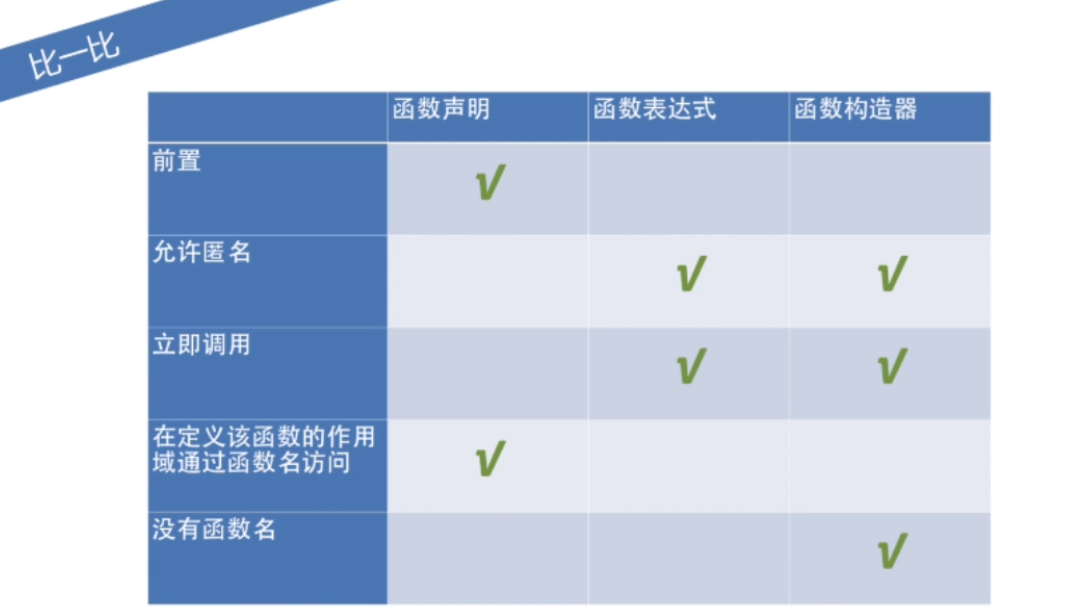 比一比
函数声明 函数表达式 函数构造器
前置 √
允许匿名 √ √
立即调用 √ √
在定义该函数的作用
域通过函数名访问 √
没有函数名 √